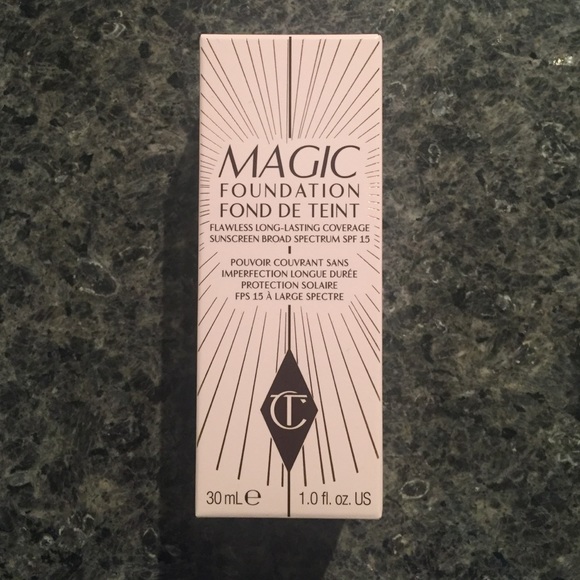 MAGIC
FOUNDATION
FOND DE TEINT
FLAWLESS LONG-LASTING COVERAGE
SUNSCREEN BROAD SPECTRUM SPF 15
POUVOIR COUVRANT SANS
IMPERFECTION LONGUE DURÉE
PROTECTION SOLAIRE
FPS 15 À LARGE SPECTRE
CT
30 mL℮ 1.0 fl. oz. US